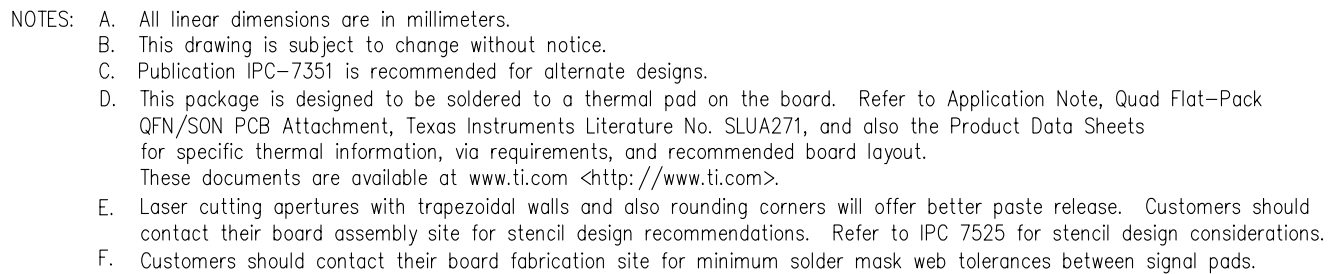 NOTES: A. All linear dimensions are in millimeters.
B. This drawing is subject to change without notice.
C. Publication IPC-7351 is recommended for alternate designs.
D. This package is designed to be soldered to a thermal pad on the board. Refer to Application Note, Quad Flat-Pack
QFN/SON PCB Attachment, Texas Instruments Literature No. SLUA271, and also the Product Data Sheets
for specific thermal information, via requirements, and recommended board layout.
These documents are available at www.ti.com <http://www.ti.com>.
E. Laser cutting apertures with trapezoidal walls and also rounding corners will offer better paste release. Customers should
contact their board assembly site for stencil design recommendations. Refer to IPC 7525 for stencil design considerations.
F. Customers should contact their board fabrication site for minimum solder mask web tolerances between signal pads.